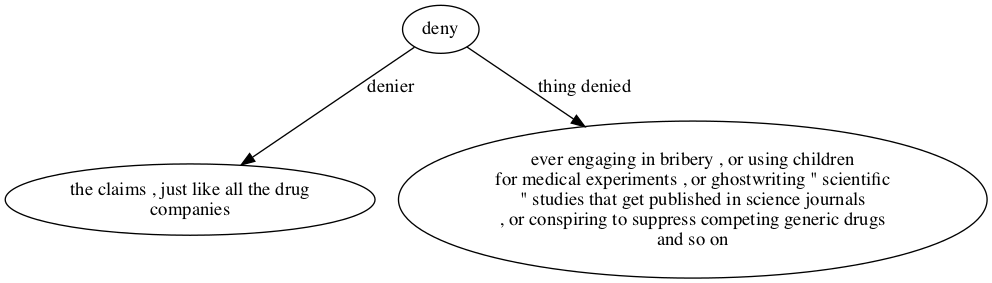 deny
denier
thing denied
the claims , just like all the drug
companies
ever engaging in bribery , or using children
for medical experiments , or ghostwriting " scientific
" studies that get published in science journals
, or conspiring to suppress competing generic drugs
and so on